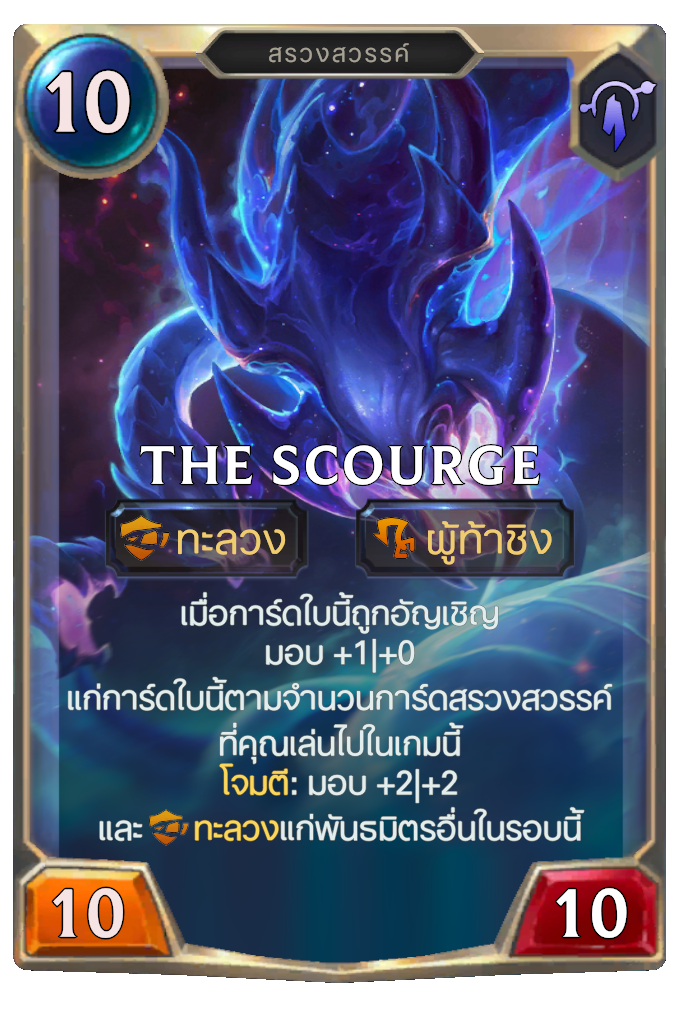 สรวงสวรรค์
10
THE SCOURGE
ทะลวง
ผู้ท้าชิง
เมื่อการ์ดใบนี้ถูกอัญเชิญ
มอบ +1|+0
แก่การ์ดใบนี้ตามจำนวนการ์ดสรวงสวรรค์
ที่คุณเล่นไปในเกมนี้
โจมตี: มอบ +2|+2
และ ทะลวงแก่พันธมิตรอื่นในรอบนี้
10
10